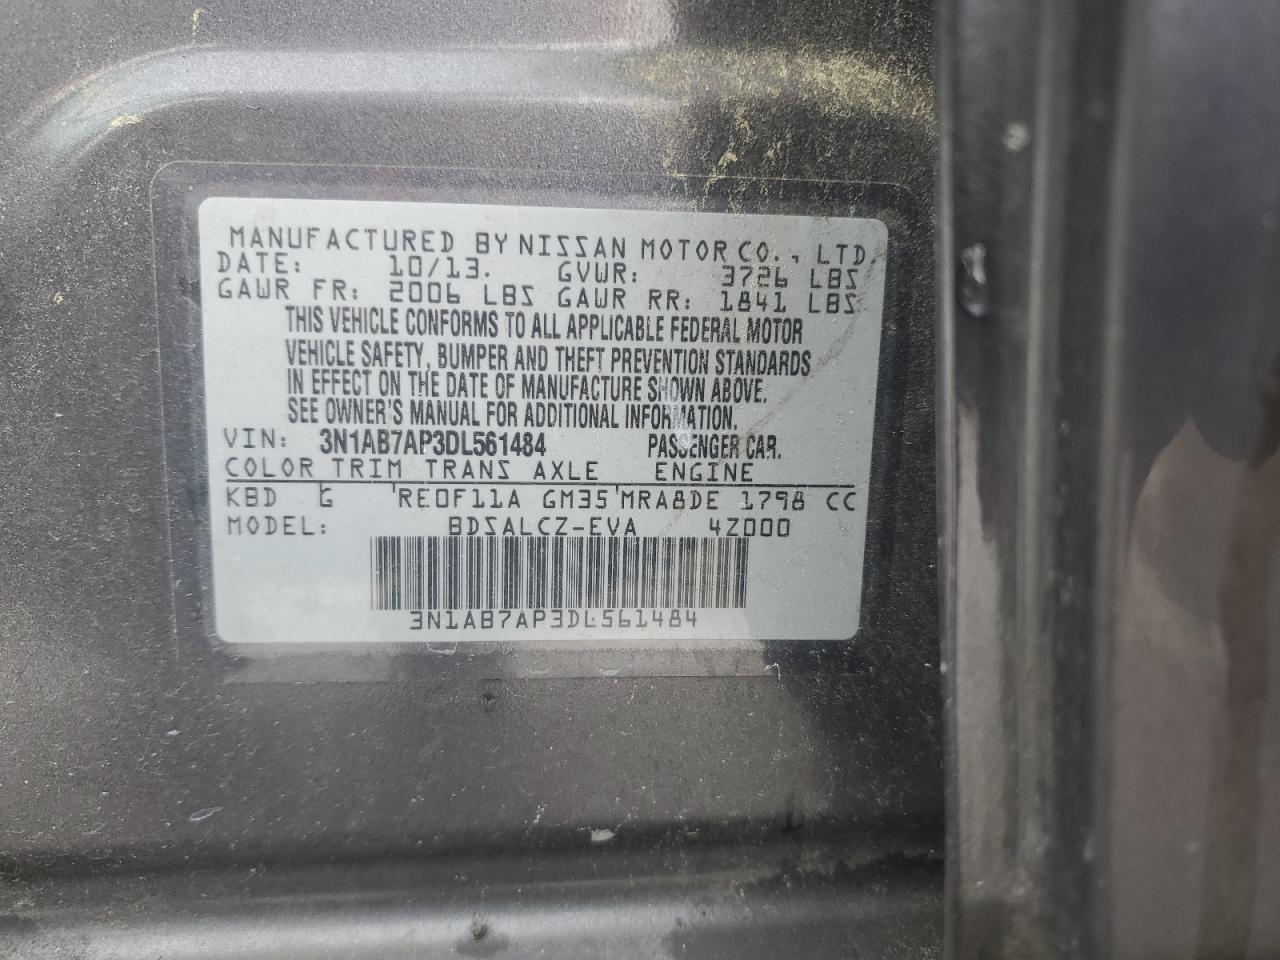 MANUFACTURED BY NISSAN MOTOR CO., LTD.
DATE: 10/13. GVWR: 3726 LBS
GAWR FR: 2006 LBS GAWR RR: 1841 LBS
THIS VEHICLE CONFORMS TO ALL APPLICABLE FEDERAL MOTOR
VEHICLE SAFETY, BUMPER AND THEFT PREVENTION STANDARDS
IN EFFECT ON THE DATE OF MANUFACTURE SHOWN ABOVE.
SEE OWNER'S MANUAL FOR ADDITIONAL INFORMATION.
VIN: 3N1AB7AP3DL561484 PASSENGER CAR.
COLOR TRIM TRANS AXLE ENGINE
KBD G RE0F11A GM35 MRA8DE 1798 CC
MODEL: BDSALCZ-EVA 4Z000
3N1AB7AP3DL561484